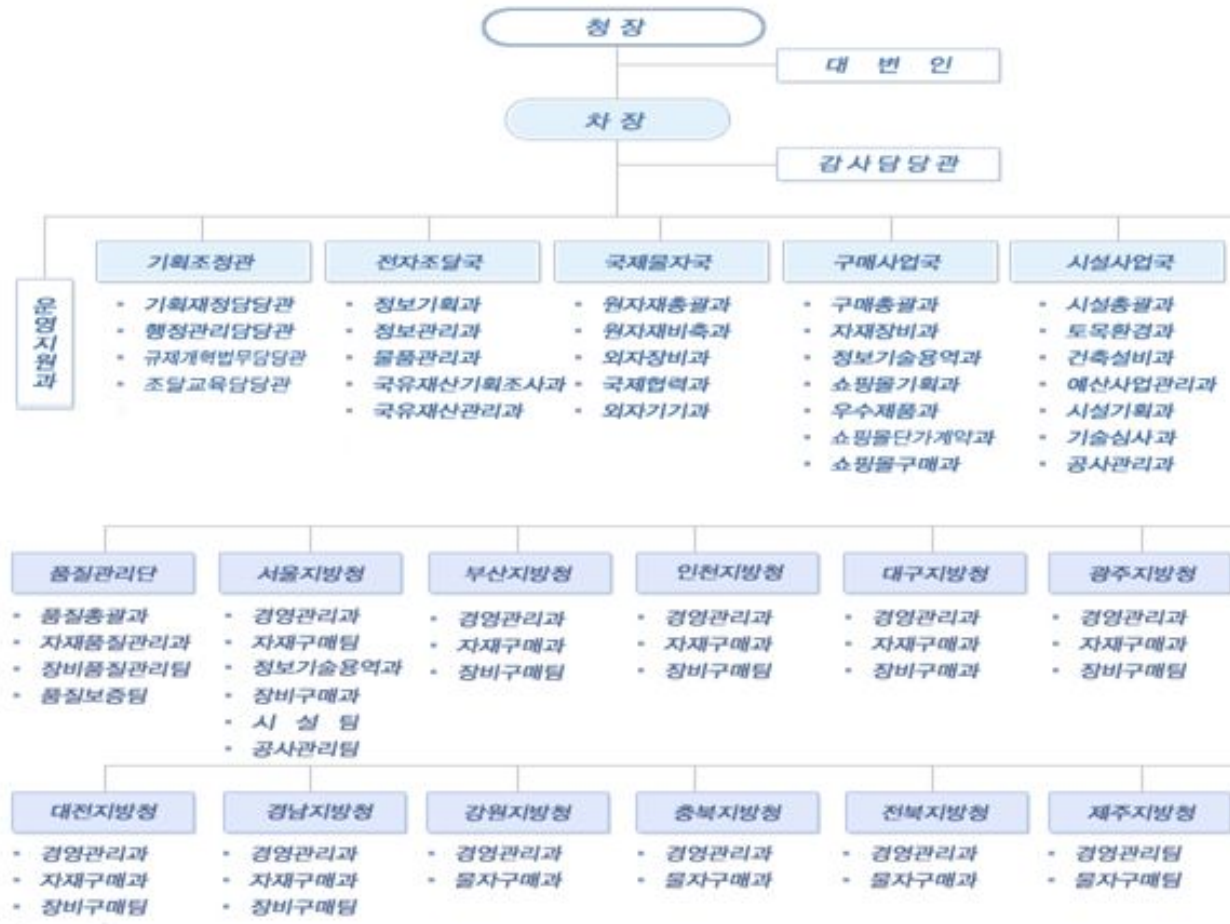 청 장
대 변 인
차 장
감 사 담 당 관
운영지원과
기획조정관
기획재정담당관
행정관리담당관
규제개혁법무담당관
조달교육담당관
전자조달국
정보기획과
정보관리과
물품관리과
국유재산기획조사과
국유재산관리과
국제물자국
원자재총괄과
원자재비축과
외자장비과
국제협력과
외자기기과
구매사업국
구매총괄과
자재장비과
정보기술용역과
쇼핑몰기획과
우수제품과
쇼핑몰단가계약과
쇼핑몰구매과
시설사업국
시설총괄과
토목환경과
건축설비과
예산사업관리과
시설기획과
기술심사과
공사관리과
품질관리단
품질총괄과
자재품질관리과
장비품질관리팀
품질보증팀
서울지방청
경영관리과
자재구매팀
정보기술용역과
장비구매과
시 설 팀
공사관리팀
부산지방청
경영관리과
자재구매과
장비구매팀
인천지방청
경영관리과
자재구매과
장비구매팀
대구지방청
경영관리과
자재구매과
장비구매과
광주지방청
경영관리과
자재구매과
장비구매팀
대전지방청
경영관리과
자재구매과
장비구매팀
경남지방청
경영관리과
자재구매과
장비구매팀
강원지방청
경영관리과
물자구매과
충북지방청
경영관리과
물자구매과
전북지방청
경영관리과
물자구매과
제주지방청
경영관리팀
물자구매팀